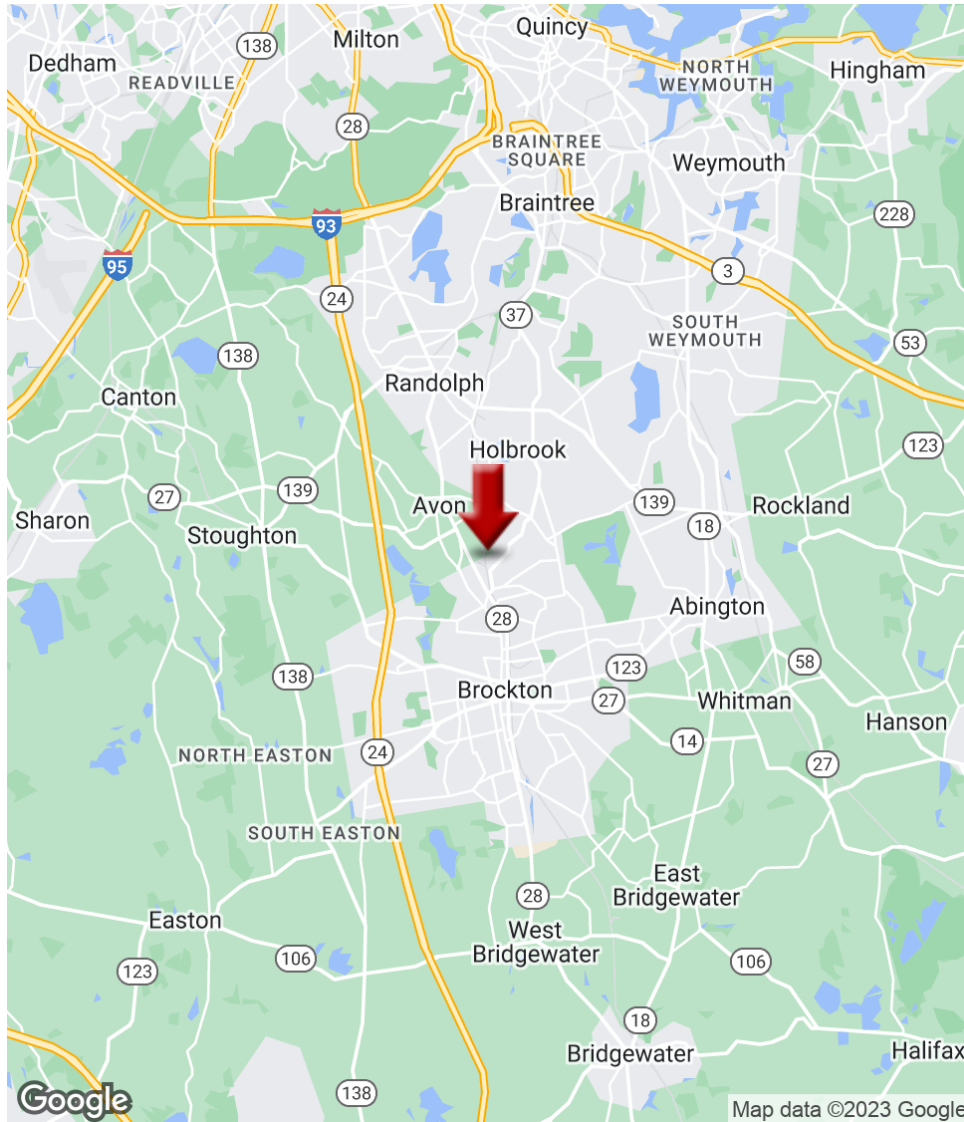 Quincy
138
Milton
Dedham
READVILLE
NORTH
WEYMOUTH
Hingham
28
BRAINTREE
SQUARE
Weymouth
Braintree
228
93
95
3
24
37
SOUTH
WEYMOUTH
53
138
Randolph
Canton
Holbrook
123
27
139
Avon
139
Rockland
Sharon
18
Stoughton
Abington
28
123
58
138
Brockton
27
Whitman
Hanson
14
NORTH EASTON
24
27
SOUTH EASTON
East
Bridgewater
28
Easton
West
Bridgewater
106
106
123
18
Bridgewater
Halifax
138
Google
Map data ©2023 Google